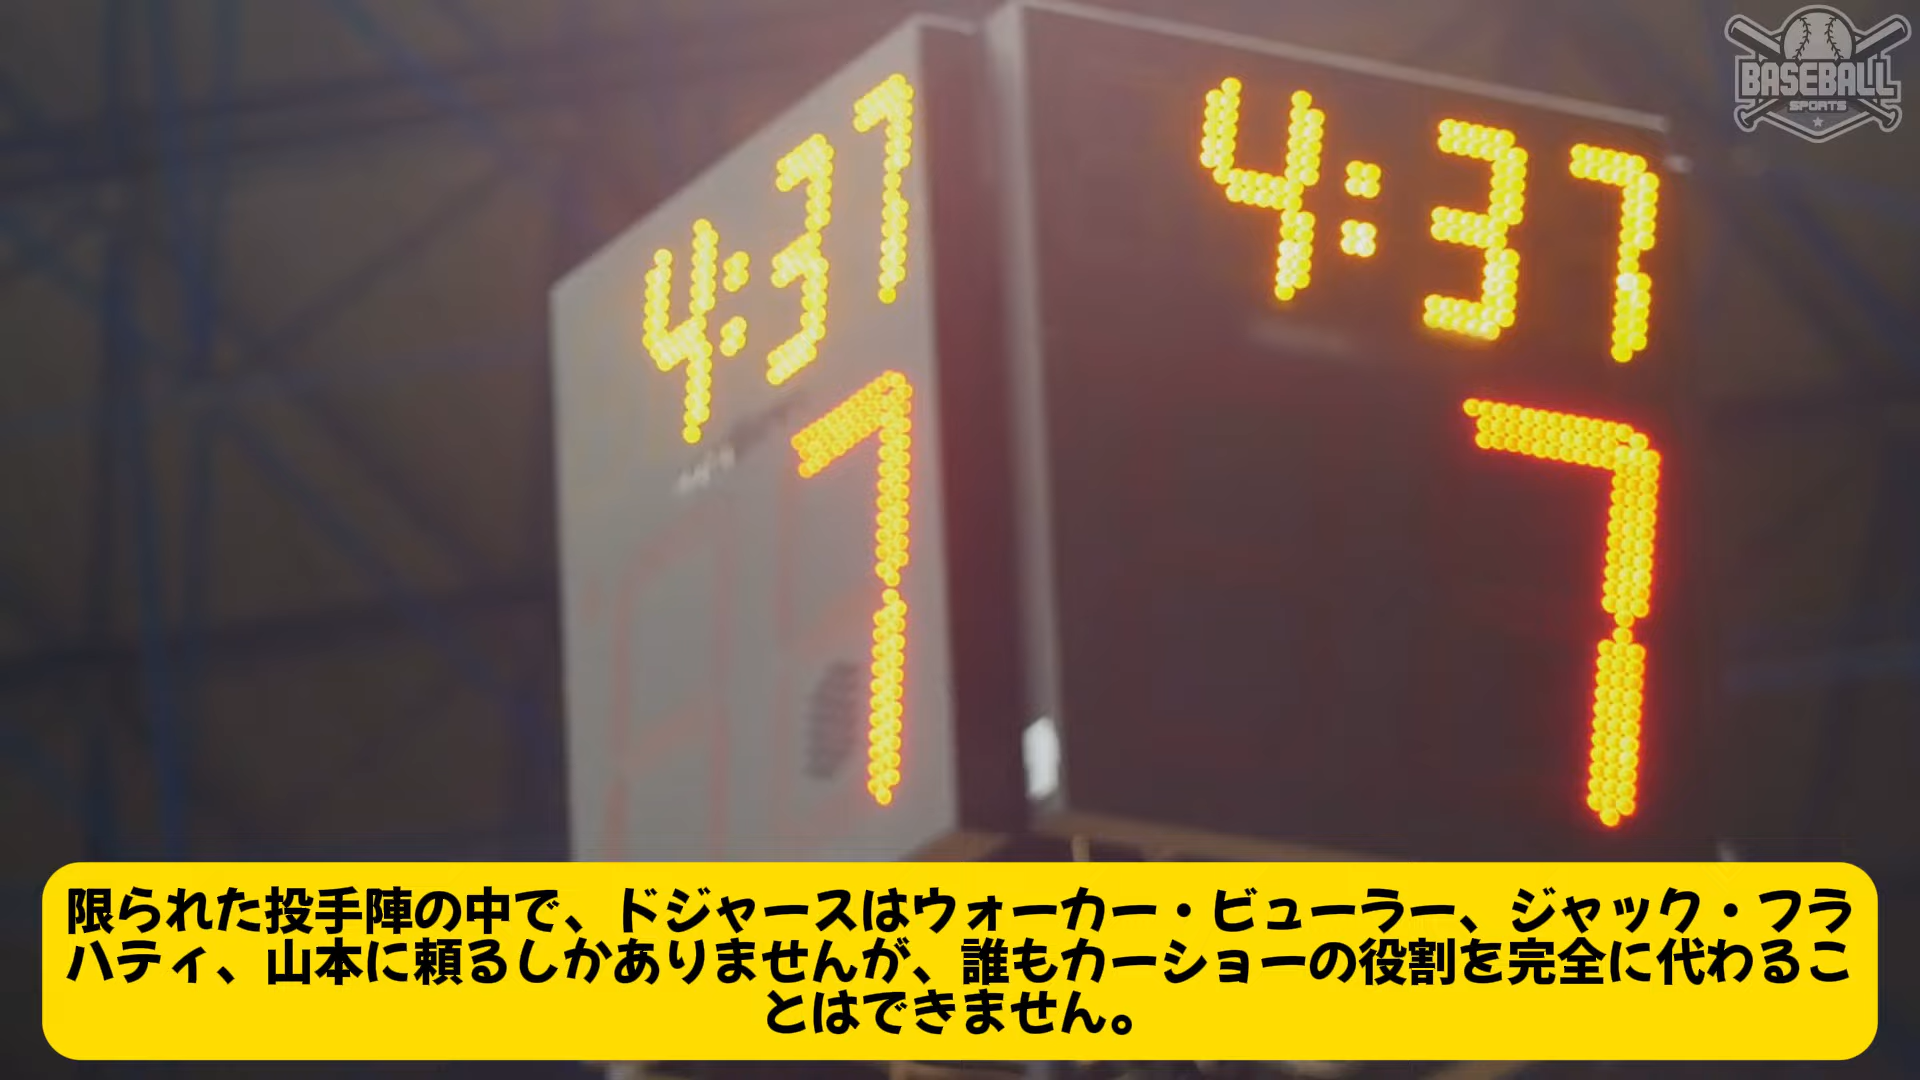 BASEBALL
SPORTS
4:37
4:37
7
7
限られた投手陣の中で、ドジャースはウォーカー・ビューラー、ジャック・フラ
ハティ、山本に頼るしかありませんが、誰もカーショーの役割を完全に代わるこ
とはできません。